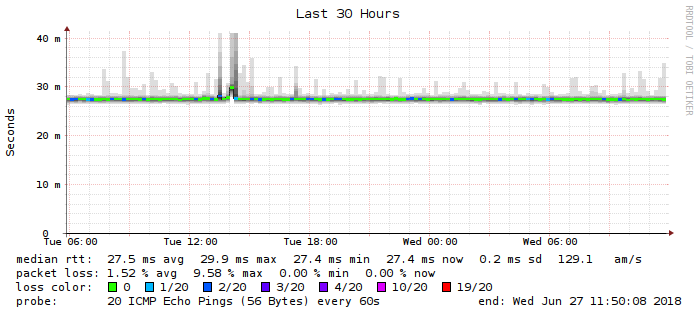 Last 30 Hours
RRDTOOL / TOBI OETIKER
Seconds
40 m
30 m
20 m
10 m
0
Tue 06:00 Tue 12:00 Tue 18:00 Wed 00:00 Wed 06:00
median rtt: 27.5 ms avg 29.9 ms max 27.4 ms min 27.4 ms now 0.2 ms sd 129.1 am/s
packet loss: 1.52 % avg 9.58 % max 0.00 % min 0.00 % now
loss color: 0 1/20 2/20 3/20 4/20 10/20 19/20
probe: 20 ICMP Echo Pings (56 Bytes) every 60s end: Wed Jun 27 11:50:08 2018